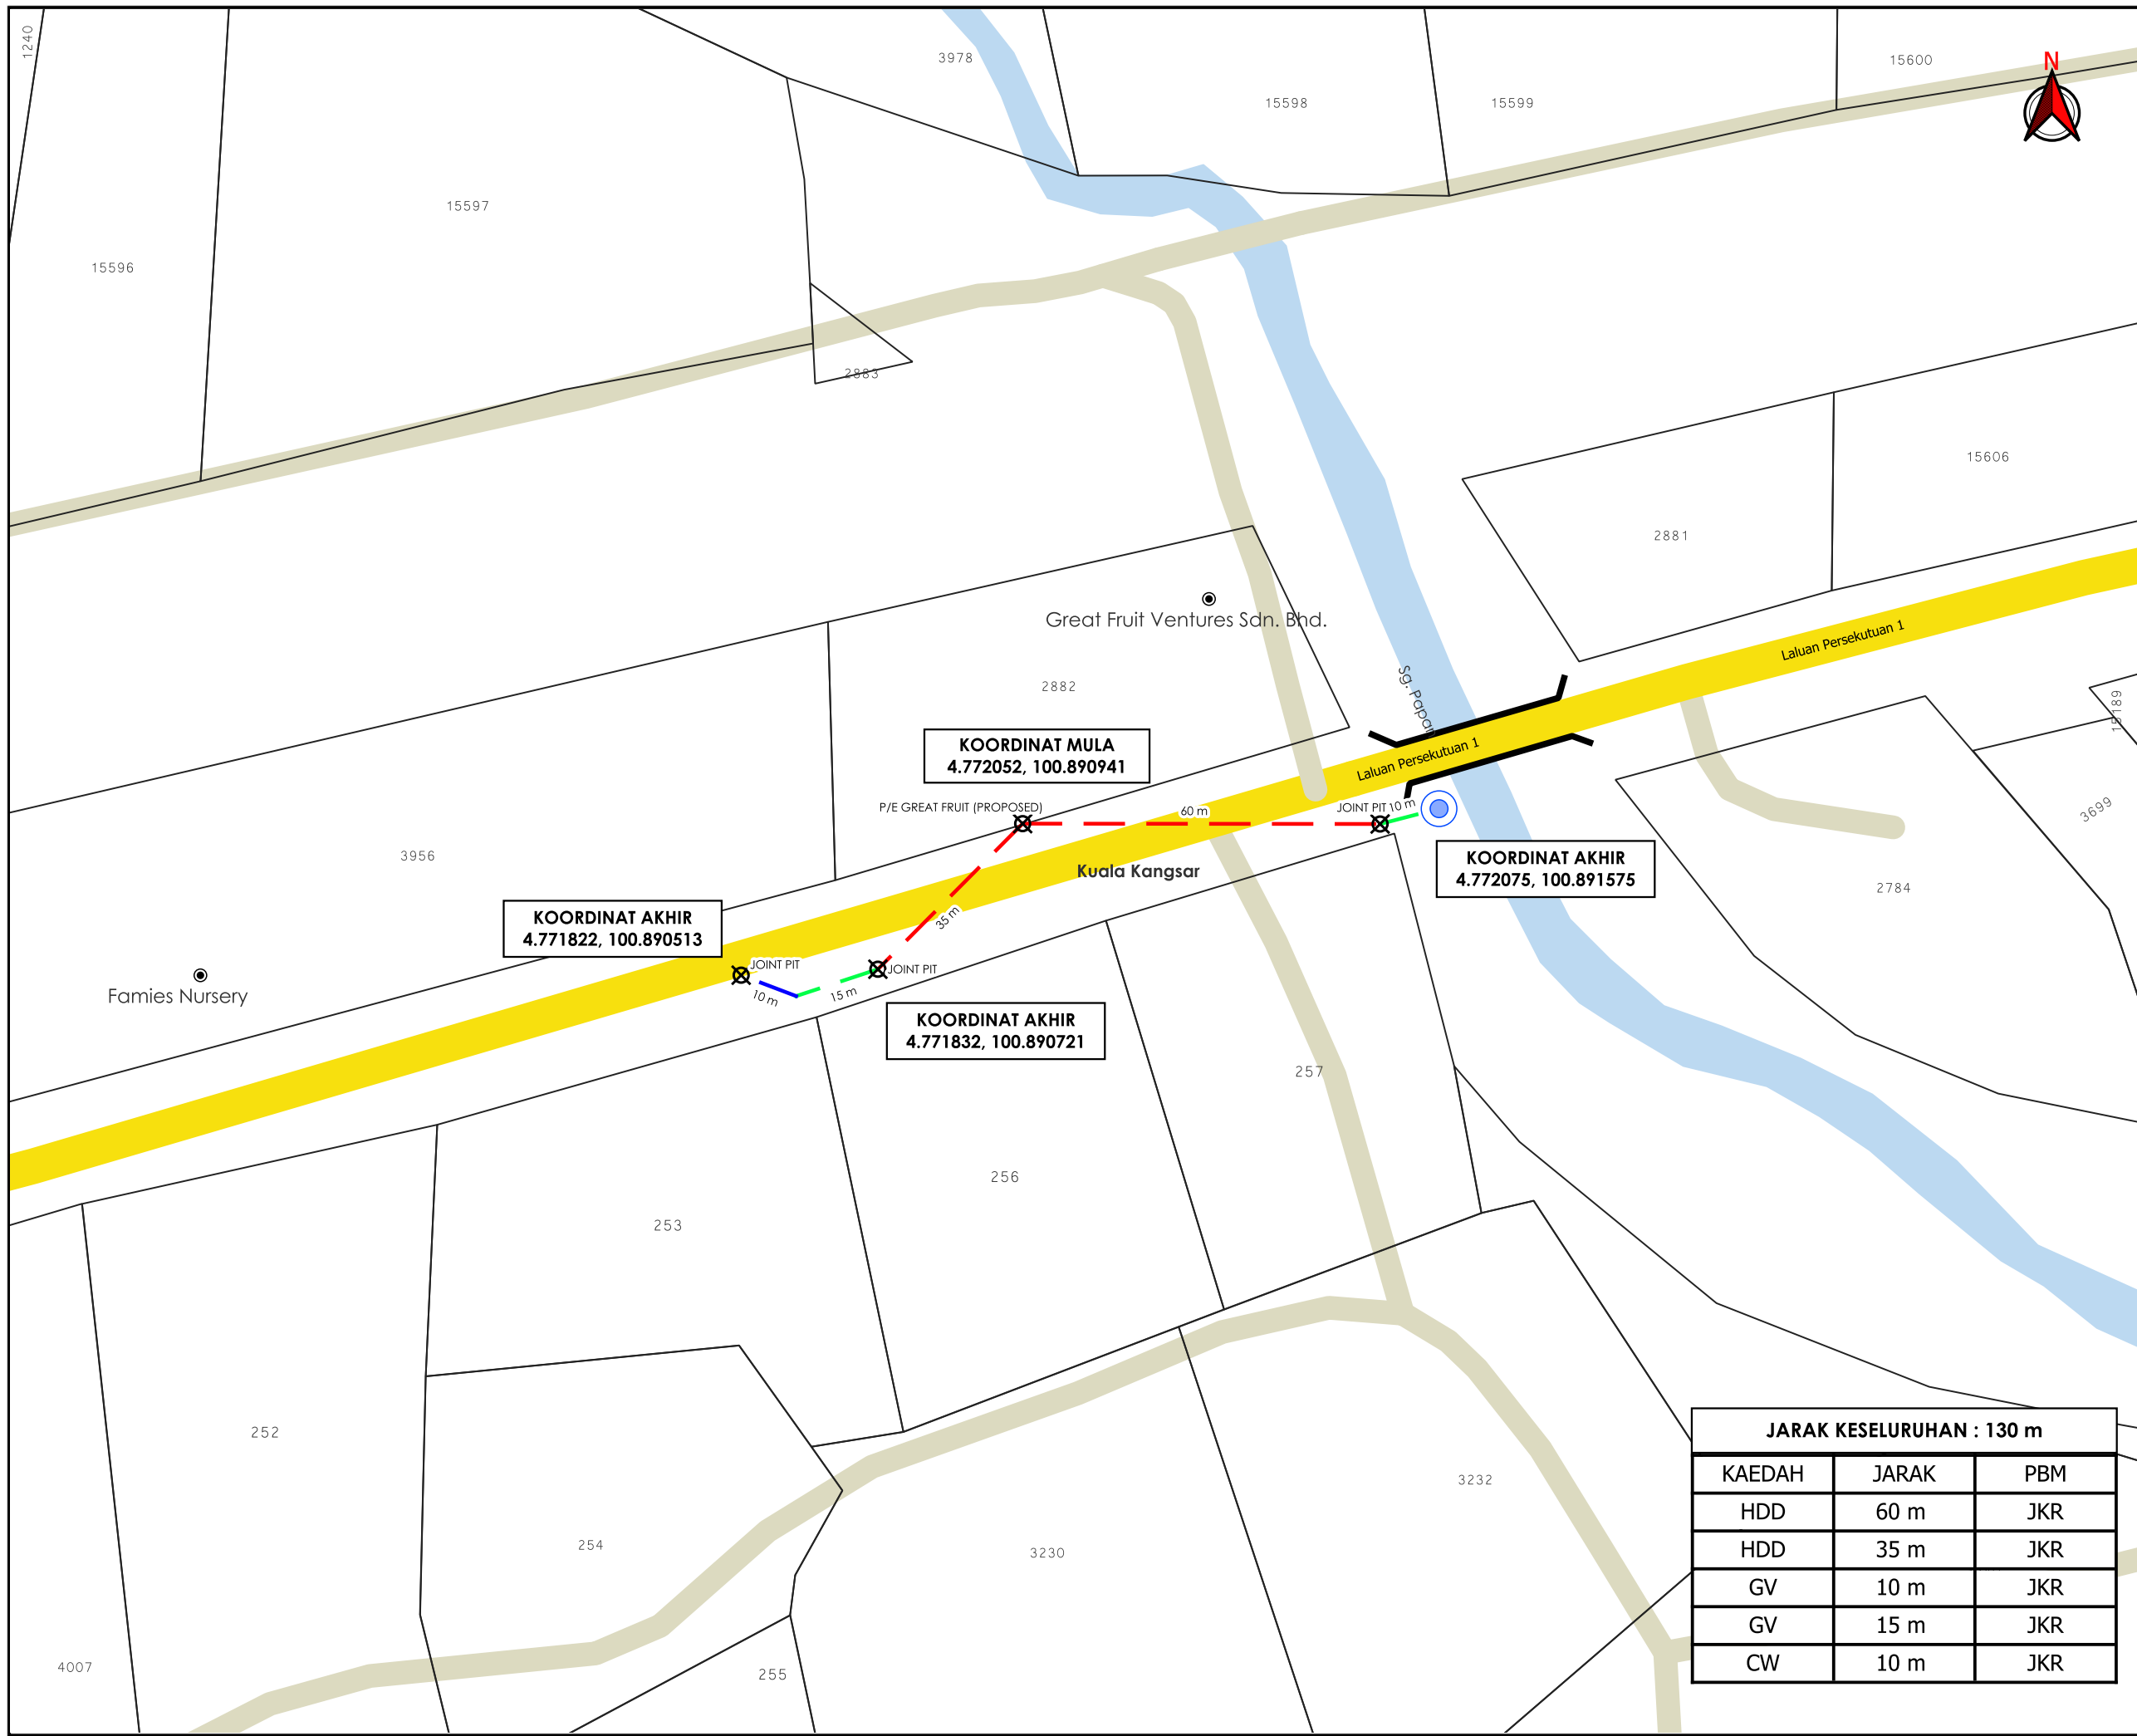 1240
3978
15598
15599
15600
N
15597
15596
2883
15606
2881
Great Fruit Ventures Sdn. Bhd.
Laluan Persekutuan 1
2882
Sg. Papan
15189
KOORDINAT MULA
4.772052, 100.890941
Laluan Persekutuan 1
P/E GREAT FRUIT (PROPOSED)
60 m
JOINT PIT
10 m
3699
3956
Kuala Kangsar
KOORDINAT AKHIR
4.772075, 100.891575
2784
KOORDINAT AKHIR
4.771822, 100.890513
35 m
JOINT PIT
JOINT PIT
10 m
15 m
Famies Nursery
KOORDINAT AKHIR
4.771832, 100.890721
257
256
253
252
254
3230
3232
4007
255
JARAK KESELURUHAN : 130 m
KAEDAH JARAK PBM
HDD 60 m JKR
HDD 35 m JKR
GV 10 m JKR
GV 15 m JKR
CW 10 m JKR